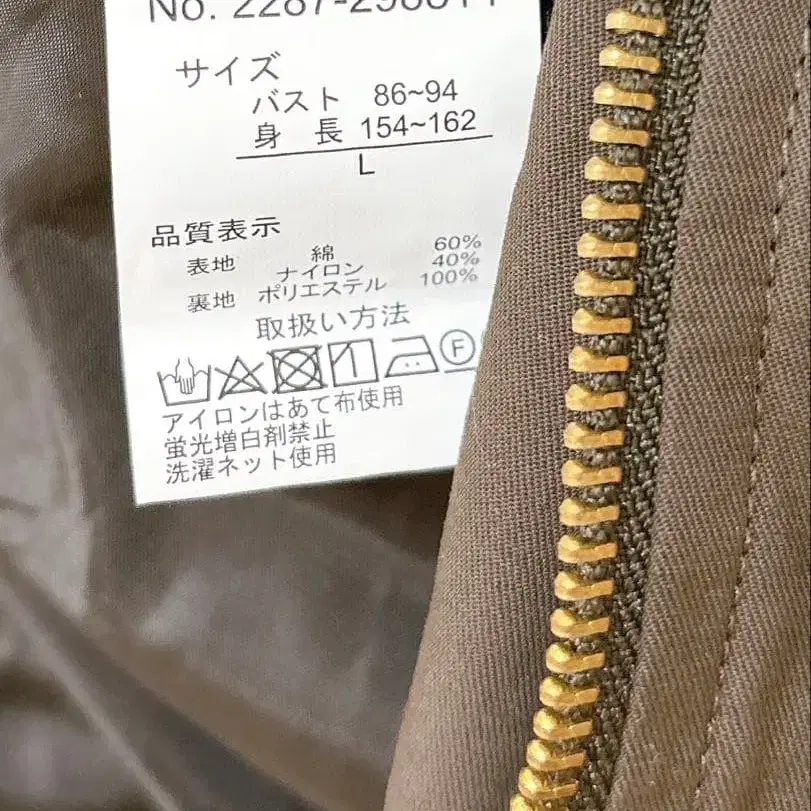 No. 2287-2980
サイズ
バスト 86~94
身 長 154~162
L
品質表示
表地 綿 60%
ナイロン 40%
裏地 ポリエステル 100%
取扱い方法
F
アイロンはあて布使用
蛍光増白剤禁止
洗濯ネット使用